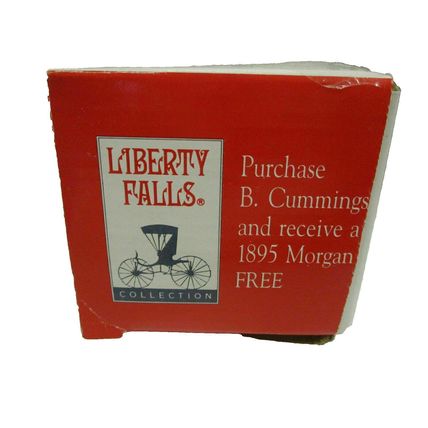 LIBERTY
FALLS®
COLLECTION
Purchase
B. Cummings
and receive a
1895 Morgan
FREE